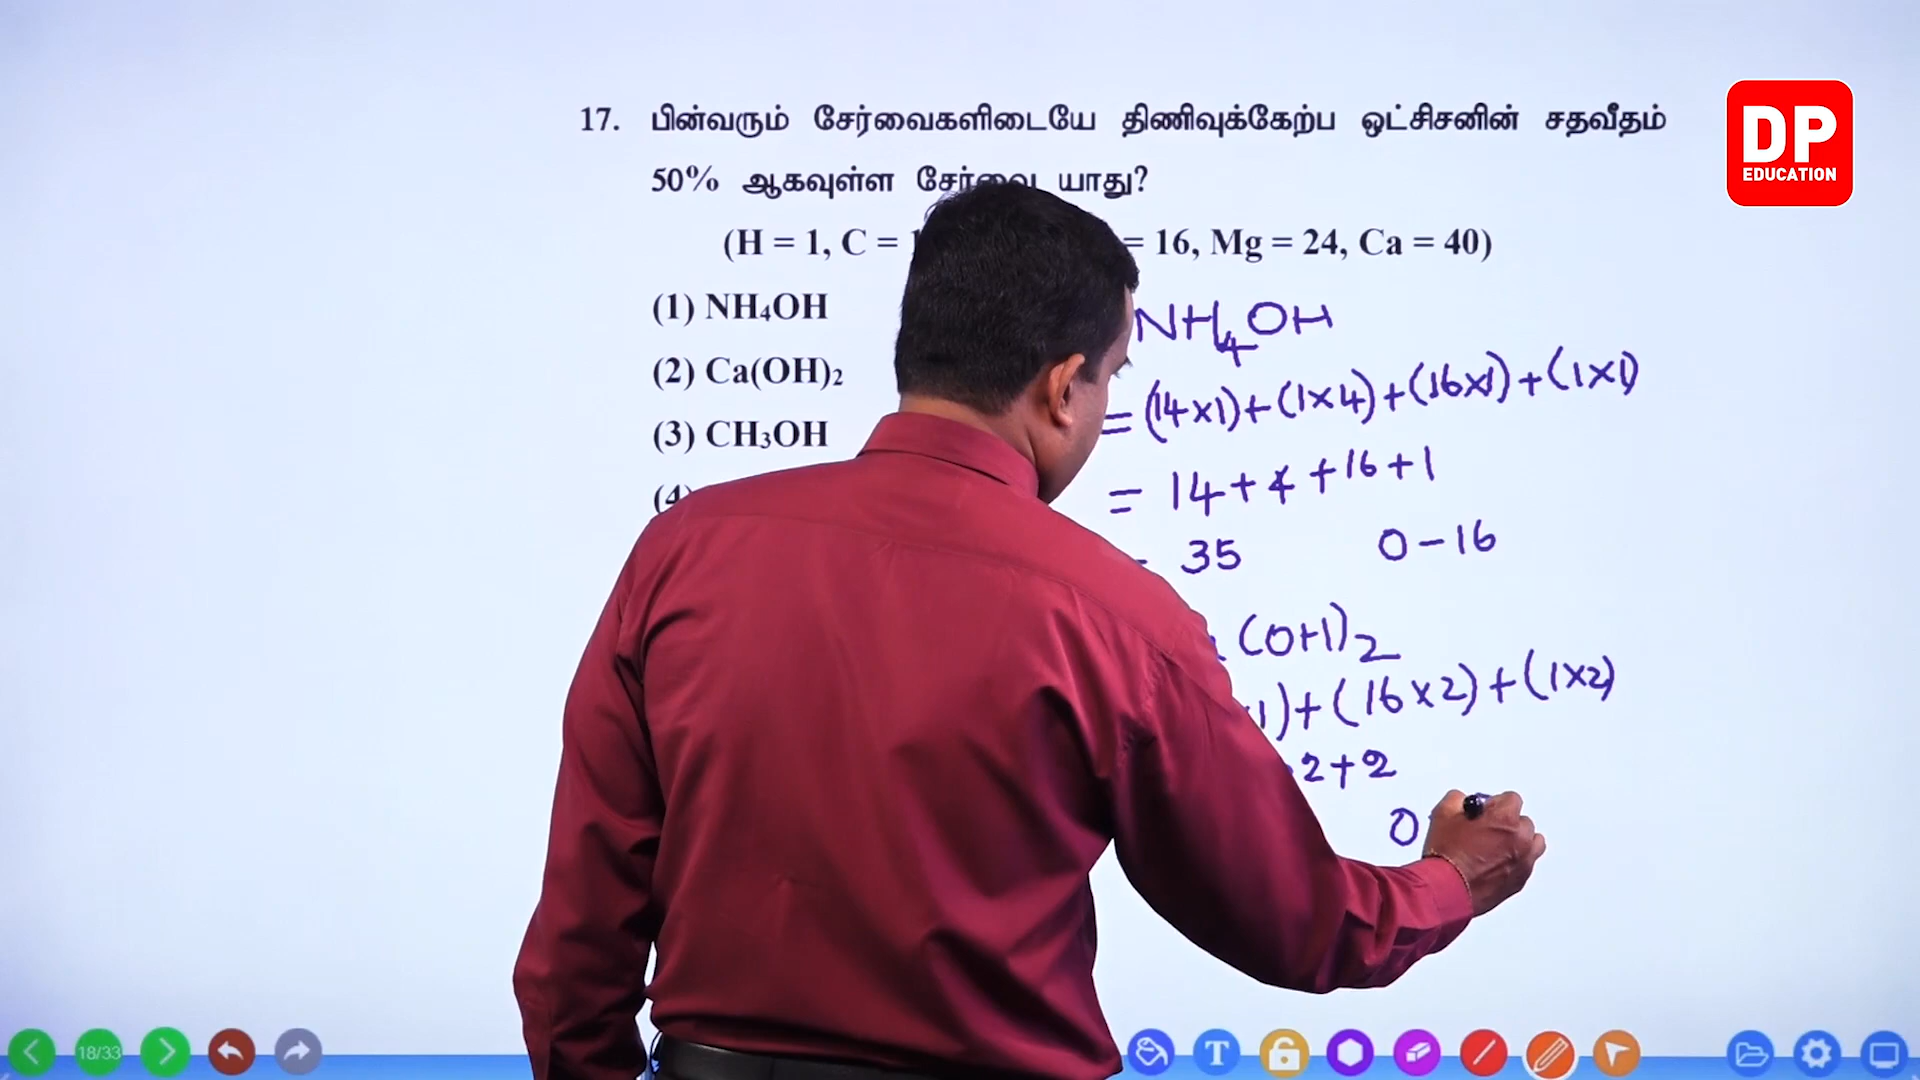 17. பின்வரும் சேர்வைகளிடையே திணிவுக்கேற்ப ஒட்சிசனின் சதவீதம்
50% ஆகவுள்ள சேர்வை யாது?
(H = 1, C = = 16, Mg = 24, Ca = 40)
(1) NH₄OH
(2) Ca(OH)₂
(3) CH₃OH
(4)
NH₄OH
= (14×1)+(1×4)+(16×1)+(1×1)
= 14+4+16+1
35 O-16
(OH)₂
1)+(16×2)+(1×2)
2+2
O
DP
EDUCATION
18/33
T